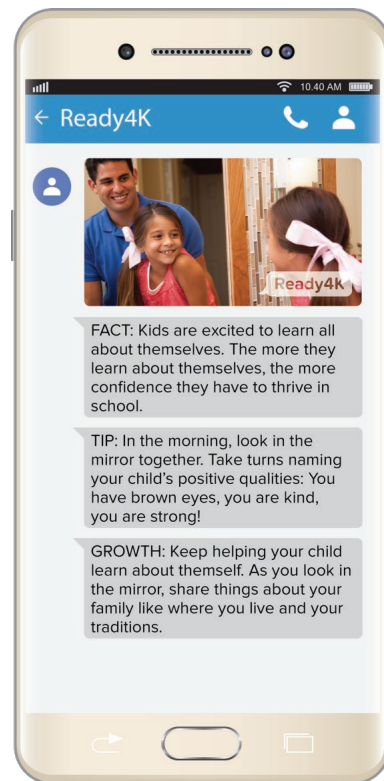 10.40 AM
← Ready4K
Ready4K
FACT: Kids are excited to learn all
about themselves. The more they
learn about themselves, the more
confidence they have to thrive in
school.
TIP: In the morning, look in the
mirror together. Take turns naming
your child's positive qualities: You
have brown eyes, you are kind,
you are strong!
GROWTH: Keep helping your child
learn about themself. As you look in
the mirror, share things about your
family like where you live and your
traditions.